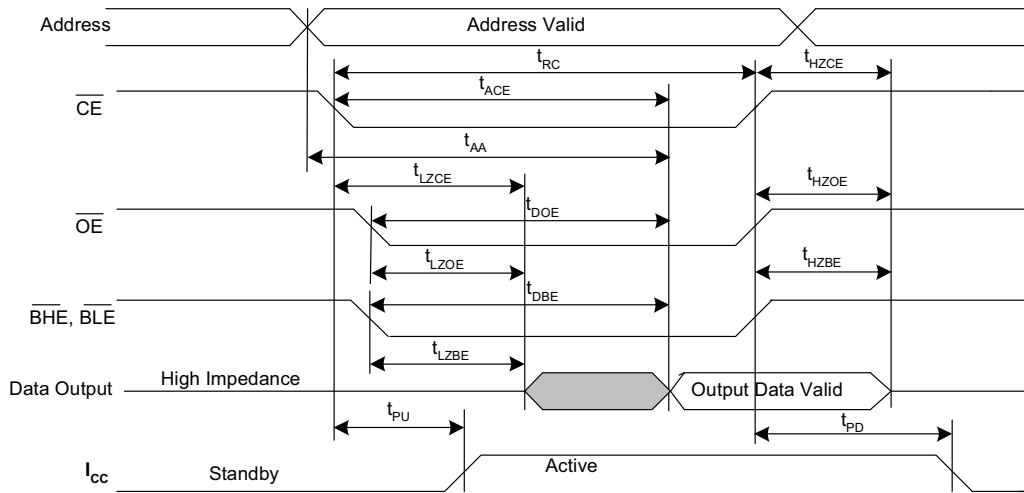 Address Address Valid
tRC tHZCE
tACE
CE
tAA
tLZCE
tHZOE
OE tDOE
tLZOE tHZBE
tDBE
BHE, BLE
tLZBE
Data Output High Impedance Output Data Valid
tPU tPD
ICC Standby Active